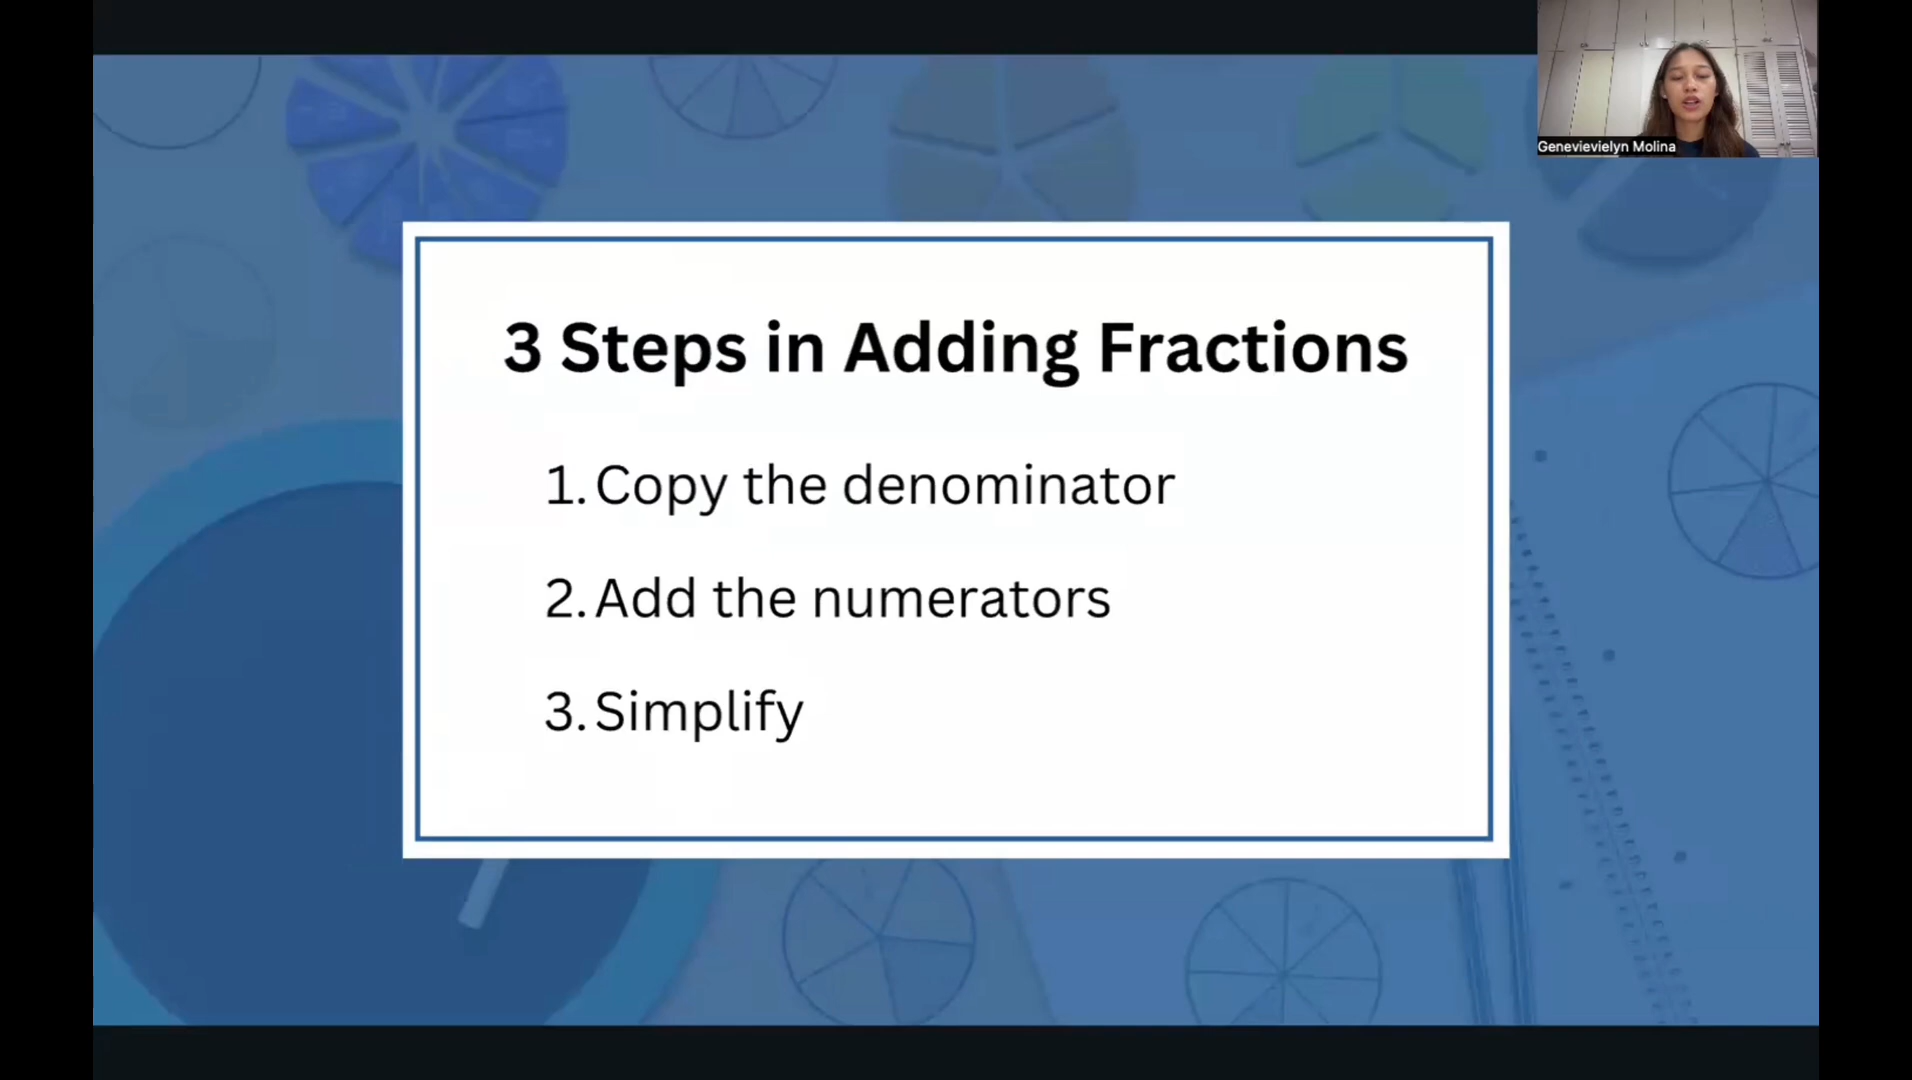 Genevievielyn Molina
3 Steps in Adding Fractions
1. Copy the denominator
2. Add the numerators
3. Simplify